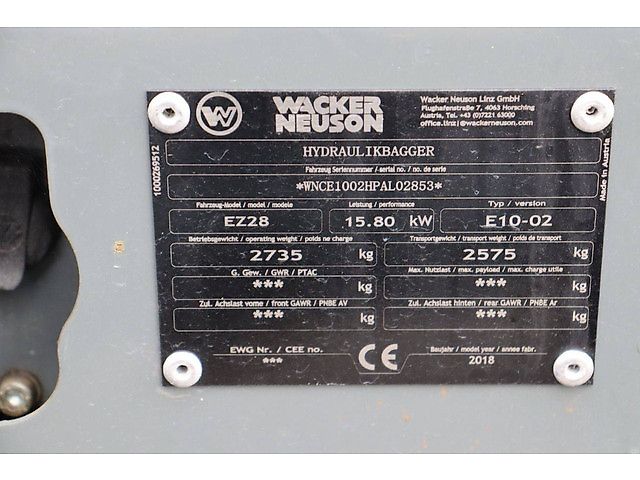 W
WACKER
NEUSON
Wacker Neuson Linz GmbH
Flughafenstraße 7, 4063 Hörsching
Austria, Tel. +43 (0)7221 63000
office.linz@wackerneuson.com
1000269512
HYDRAULIKBAGGER
Made in Austria
Fahrzeug Seriennummer / serial no. / no. de serie
*WNCE1002HPAL02853*
Fahrzeug-Model / model / modele Leistung / performance Typ / version
EZ28 15.80 kW E10-02
Betriebsgewicht / operating weight / poids ne charge Transportgewicht / transport weight / poids de transport
2735 kg 2575 kg
G. Gew. / GWR / PTAC Max. Nutzlast / max. payload / max. charge utile
*** kg *** kg
Zul. Achslast vorne / front GAWR / PNBE AV Zul. Achslast hinten / rear GAWR / PNBE Ar
*** kg *** kg
EWG Nr. / CEE no. CE Baujahr / model year / annee fabr.
*** 2018